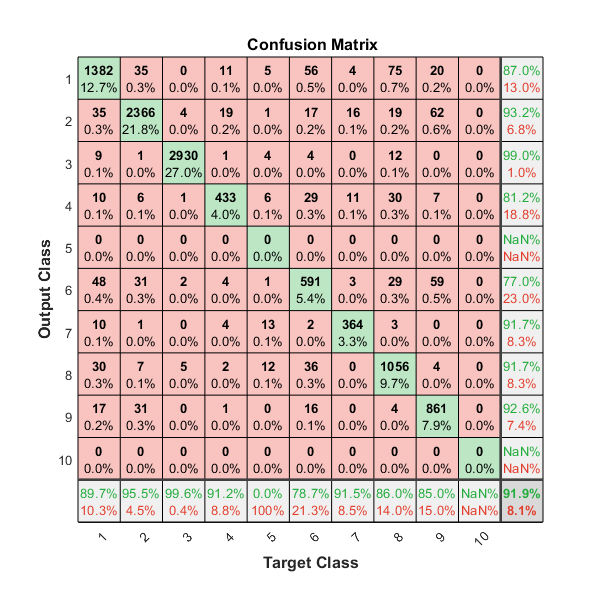 Confusion Matrix
1382 35 0 11 5 56 4 75 20 0 87.0%
1
12.7% 0.3% 0.0% 0.1% 0.0% 0.5% 0.0% 0.7% 0.2% 0.0% 13.0%
35 2366 4 19 1 17 16 19 62 0 93.2%
2
0.3% 21.8% 0.0% 0.2% 0.0% 0.2% 0.1% 0.2% 0.6% 0.0% 6.8%
9 1 2930 1 4 4 0 12 0 0 99.0%
3
0.1% 0.0% 27.0% 0.0% 0.0% 0.0% 0.0% 0.1% 0.0% 0.0% 1.0%
10 6 1 433 6 29 11 30 7 0 81.2%
4
0.1% 0.1% 0.0% 4.0% 0.1% 0.3% 0.1% 0.3% 0.1% 0.0% 18.8%
0 0 0 0 0 0 0 0 0 0 NaN%
5
0.0% 0.0% 0.0% 0.0% 0.0% 0.0% 0.0% 0.0% 0.0% 0.0% NaN%
48 31 2 4 1 591 3 29 59 0 77.0%
6
0.4% 0.3% 0.0% 0.0% 0.0% 5.4% 0.0% 0.3% 0.5% 0.0% 23.0%
10 1 0 4 13 2 364 3 0 0 91.7%
7
0.1% 0.0% 0.0% 0.0% 0.1% 0.0% 3.3% 0.0% 0.0% 0.0% 8.3%
30 7 5 2 12 36 0 1056 4 0 91.7%
8
0.3% 0.1% 0.0% 0.0% 0.1% 0.3% 0.0% 9.7% 0.0% 0.0% 8.3%
17 31 0 1 0 16 0 4 861 0 92.6%
9
0.2% 0.3% 0.0% 0.0% 0.0% 0.1% 0.0% 0.0% 7.9% 0.0% 7.4%
0 0 0 0 0 0 0 0 0 0 NaN%
10
0.0% 0.0% 0.0% 0.0% 0.0% 0.0% 0.0% 0.0% 0.0% 0.0% NaN%
89.7% 95.5% 99.6% 91.2% 0.0% 78.7% 91.5% 86.0% 85.0% NaN% 91.9%
10.3% 4.5% 0.4% 8.8% 100% 21.3% 8.5% 14.0% 15.0% NaN% 8.1%
1 2 3 4 5 6 7 8 9 10
Target Class
Output Class